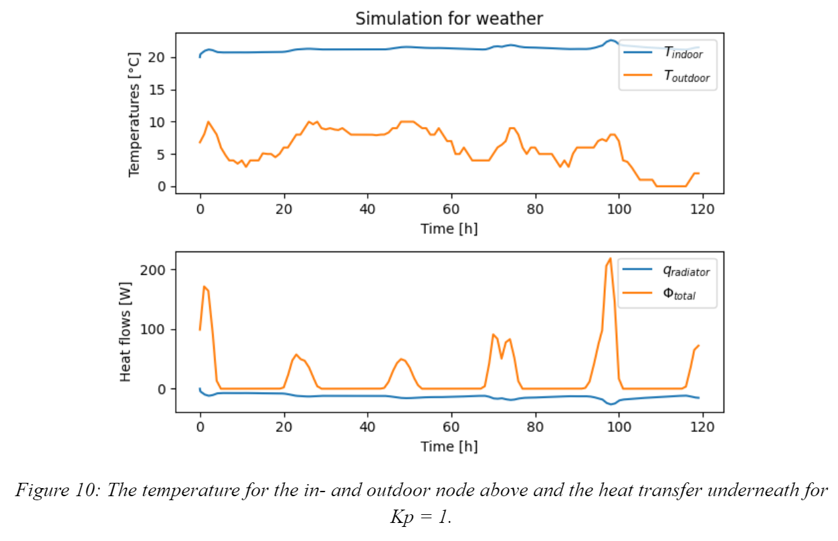 Simulation for weather
Temperatures [°C]
20
15
10
5
0
T_indoor
T_outdoor
0 20 40 60 80 100 120
Time [h]
Heat flows [W]
200
100
0
q_radiator
Φ_total
0 20 40 60 80 100 120
Time [h]
Figure 10: The temperature for the in- and outdoor node above and the heat transfer underneath for
Kp = 1.